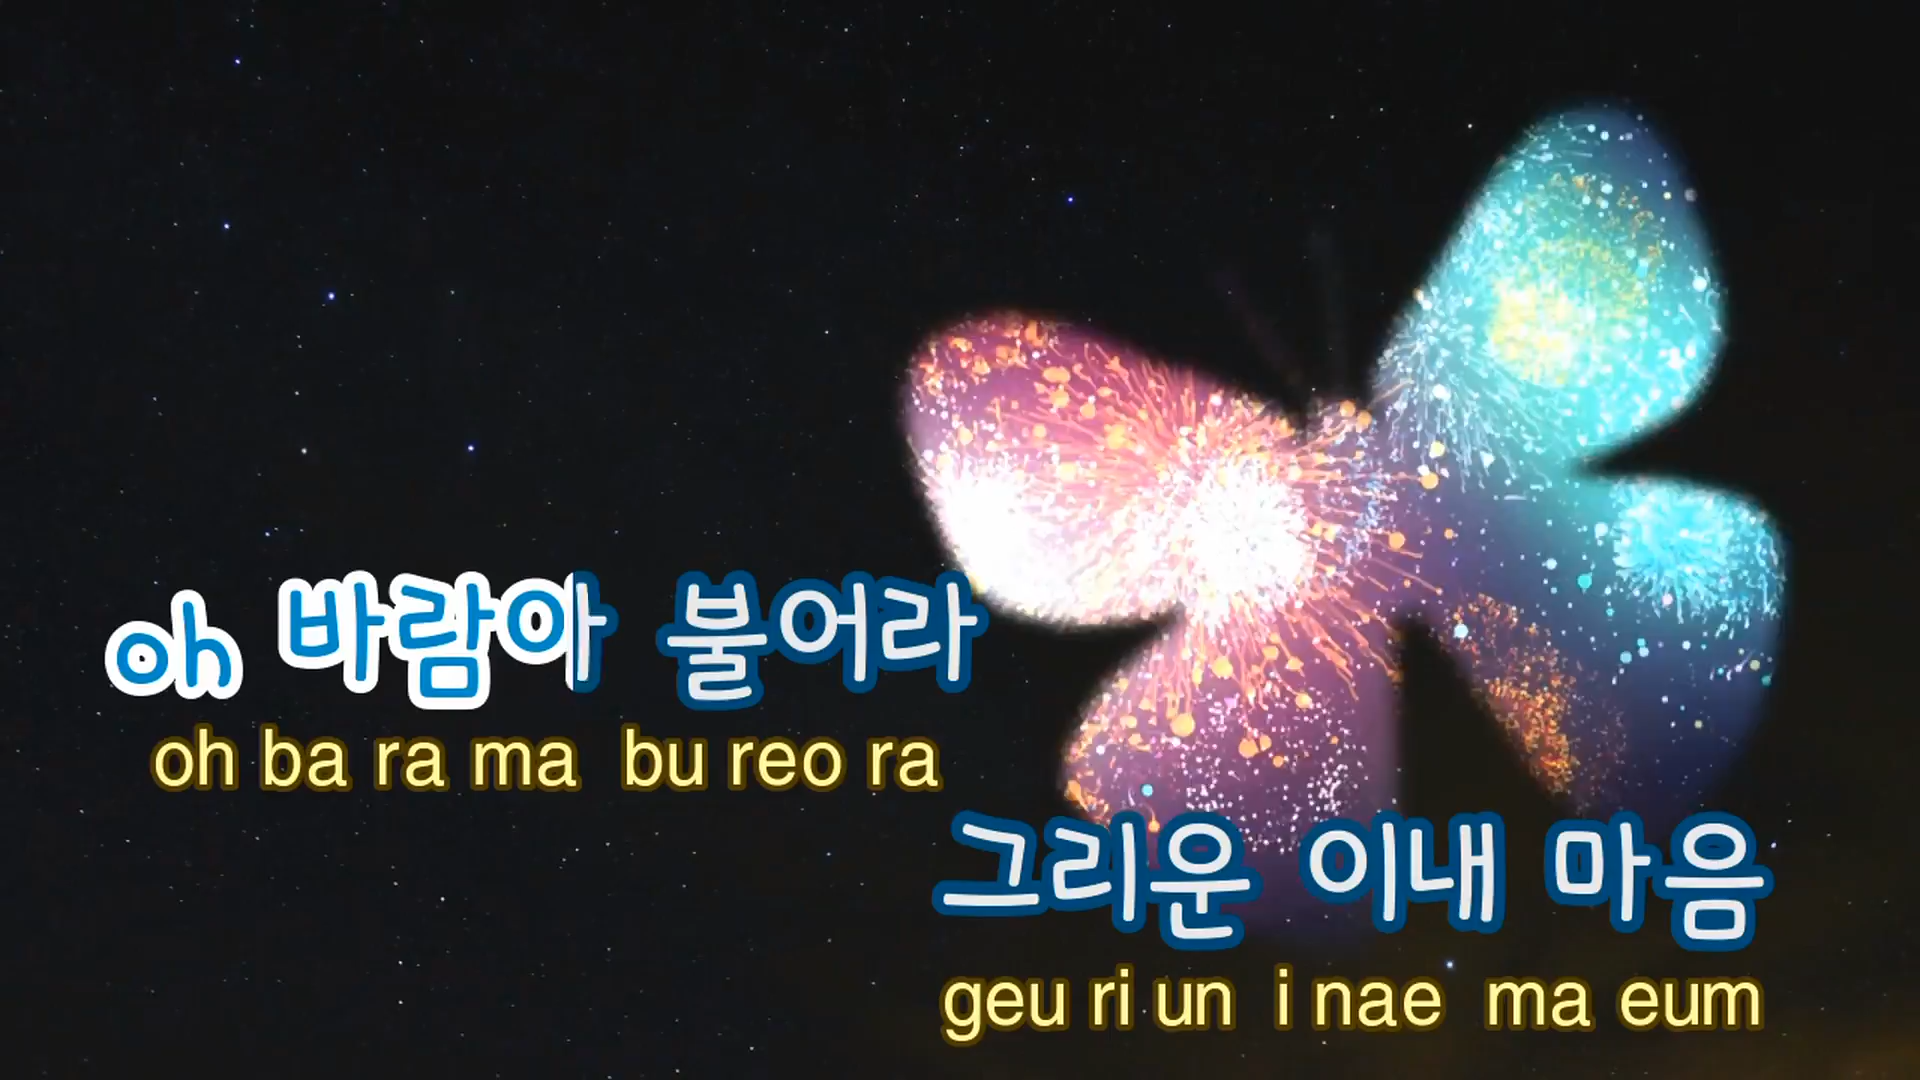 oh 바람아 불어라
oh ba ra ma bu reo ra
그리운 이내 마음
geu ri un i nae ma eum